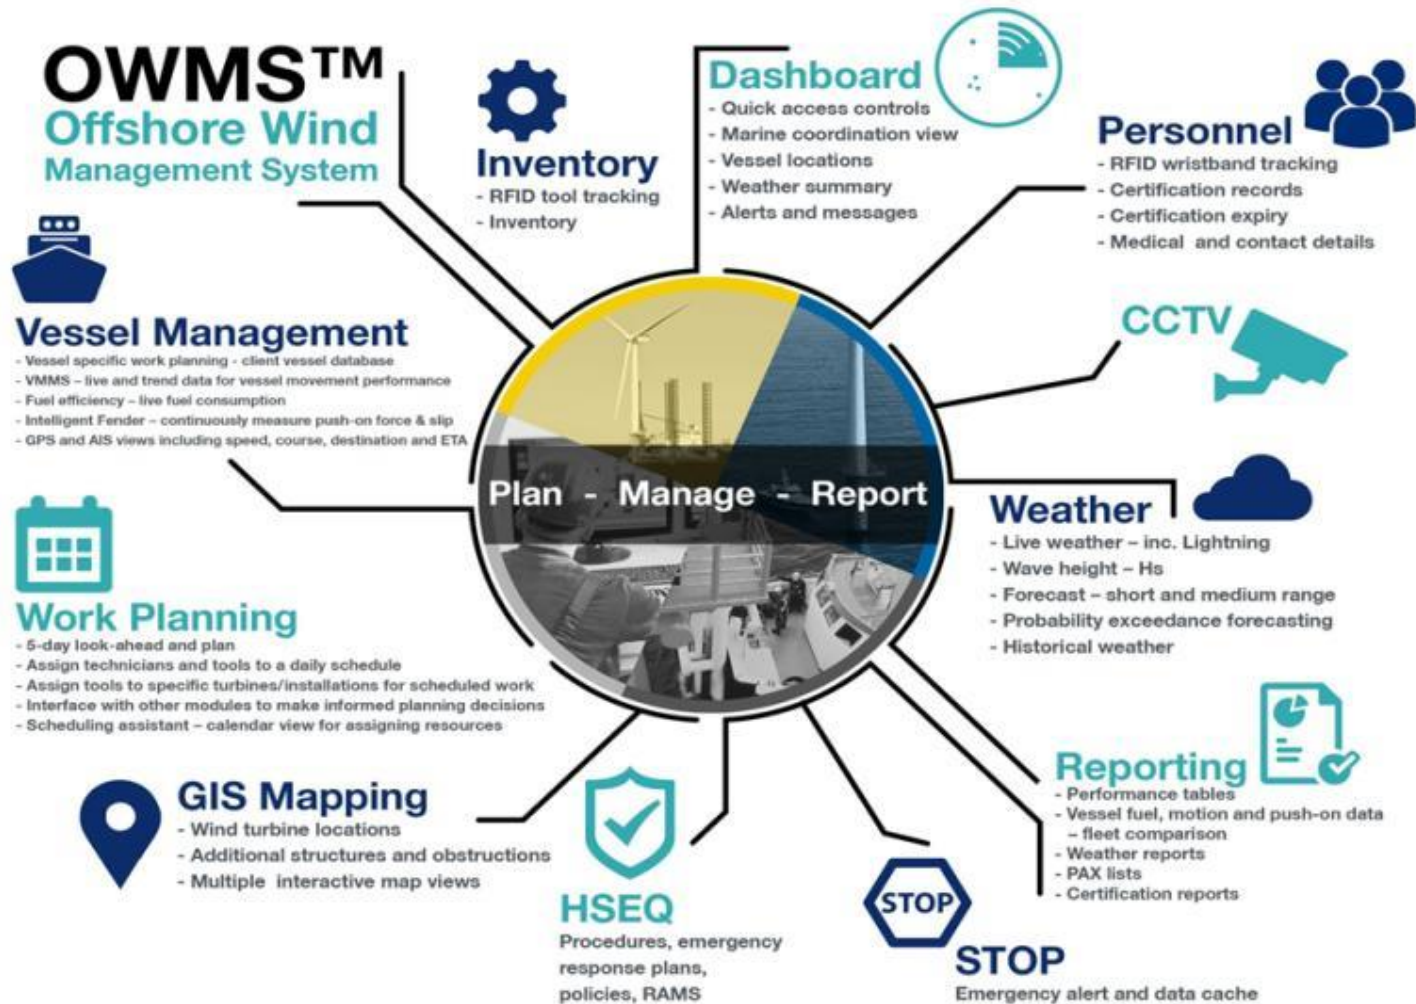 OWMS™
Offshore Wind
Management System
Inventory
- RFID tool tracking
- Inventory
Dashboard
- Quick access controls
- Marine coordination view
- Vessel locations
- Weather summary
- Alerts and messages
Personnel
- RFID wristband tracking
- Certification records
- Certification expiry
- Medical and contact details
CCTV
Vessel Management
- Vessel specific work planning - client vessel database
- VMMS – live and trend data for vessel movement performance
- Fuel efficiency – live fuel consumption
- Intelligent Fender – continuously measure push-on force & slip
- GPS and AIS views including speed, course, destination and ETA
Plan - Manage - Report
Weather
- Live weather – inc. Lightning
- Wave height – Hs
- Forecast – short and medium range
- Probability exceedance forecasting
- Historical weather
Work Planning
- 5-day look-ahead and plan
- Assign technicians and tools to a daily schedule
- Assign tools to specific turbines/installations for scheduled work
- Interface with other modules to make informed planning decisions
- Scheduling assistant – calendar view for assigning resources
Reporting
- Performance tables
- Vessel fuel, motion and push-on data
– fleet comparison
- Weather reports
- PAX lists
- Certification reports
GIS Mapping
- Wind turbine locations
- Additional structures and obstructions
- Multiple interactive map views
HSEQ
Procedures, emergency
response plans,
policies, RAMS
STOP
STOP
Emergency alert and data cache